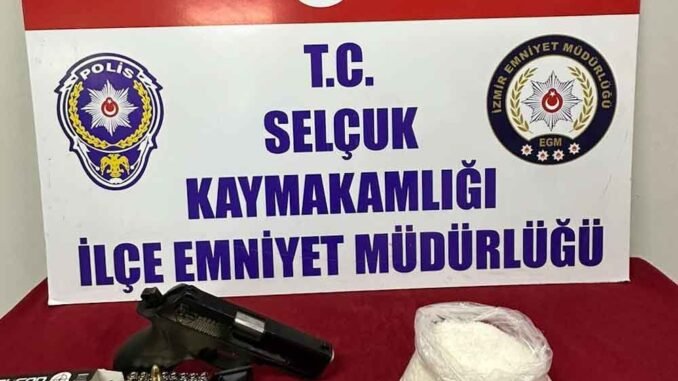 POLİS
T.C.
SELÇUK
KAYMAKAMLIĞI
İLÇE EMNİYET MÜDÜRLÜĞÜ
İZMİR EMNİYET MÜDÜRLÜĞÜ
EGM